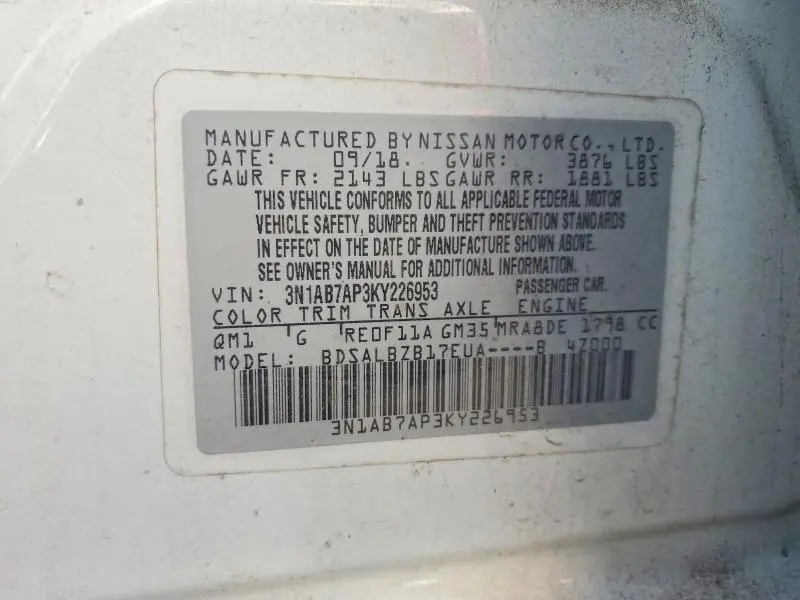 MANUFACTURED BY NISSAN MOTOR CO., LTD.
DATE: 09/18. GVWR: 3876 LBS
GAWR FR: 2143 LBS GAWR RR: 1881 LBS
THIS VEHICLE CONFORMS TO ALL APPLICABLE FEDERAL MOTOR
VEHICLE SAFETY, BUMPER AND THEFT PREVENTION STANDARDS
IN EFFECT ON THE DATE OF MANUFACTURE SHOWN ABOVE.
SEE OWNER'S MANUAL FOR ADDITIONAL INFORMATION.
VIN: 3N1AB7AP3KY226953 PASSENGER CAR.
COLOR TRIM TRANS AXLE ENGINE
QM1 G RE0F11A GM35 MRA8DE 1798 CC
MODEL: BDSALBZB17EUA----B 47000
3N1AB7AP3KY226953